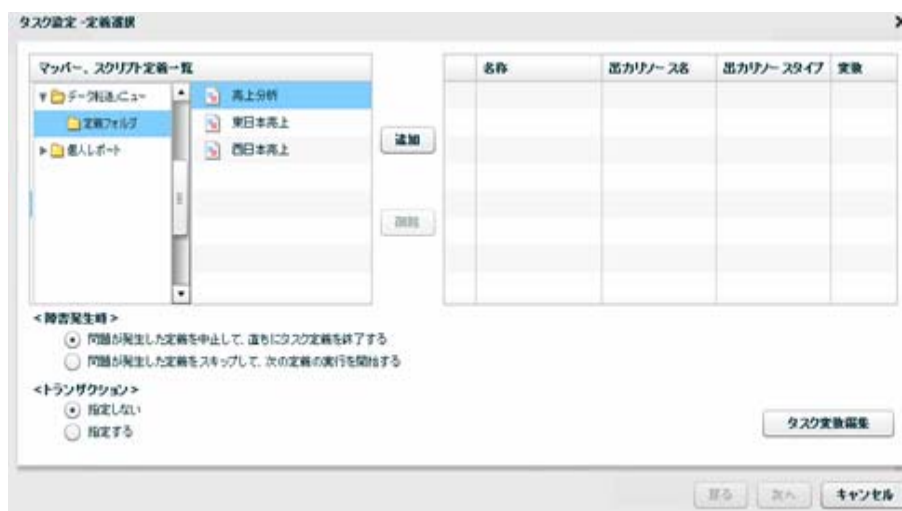 タスク設定 -定義選択
マッパー、スクリプト定義一覧
データ転送メニュー
定義フォルダ
個人レポート
売上分析
東日本売上
西日本売上
追加
削除
名称 出力リソース名 出力リソースタイプ 変数
<障害発生時>
問題が発生した定義を中止して、直ちにタスク定義を終了する
問題が発生した定義をスキップして、次の定義の実行を開始する
<トランザクション>
指定しない
指定する
タスク変数編集
戻る 次へ キャンセル